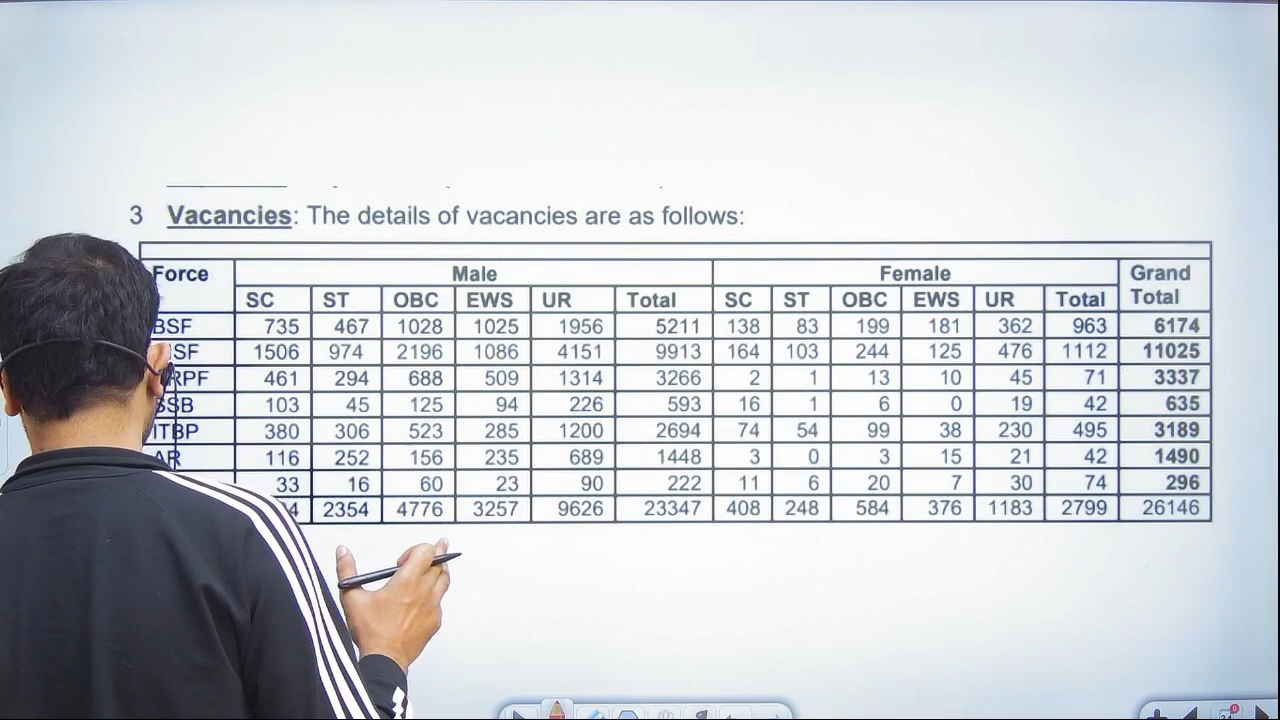 3 Vacancies: The details of vacancies are as follows:
Force Male Female Grand Total
SC ST OBC EWS UR Total SC ST OBC EWS UR Total
BSF 735 467 1028 1025 1956 5211 138 83 199 181 362 963 6174
SF 1506 974 2196 1086 4151 9913 164 103 244 125 476 1112 11025
RPF 461 294 688 509 1314 3266 2 1 13 10 45 71 3337
SSB 103 45 125 94 226 593 16 1 6 0 19 42 635
ITBP 380 306 523 285 1200 2694 74 54 99 38 230 495 3189
AR 116 252 156 235 689 1448 3 0 3 15 21 42 1490
33 16 60 23 90 222 11 6 20 7 30 74 296
4 2354 4776 3257 9626 23347 408 248 584 376 1183 2799 26146